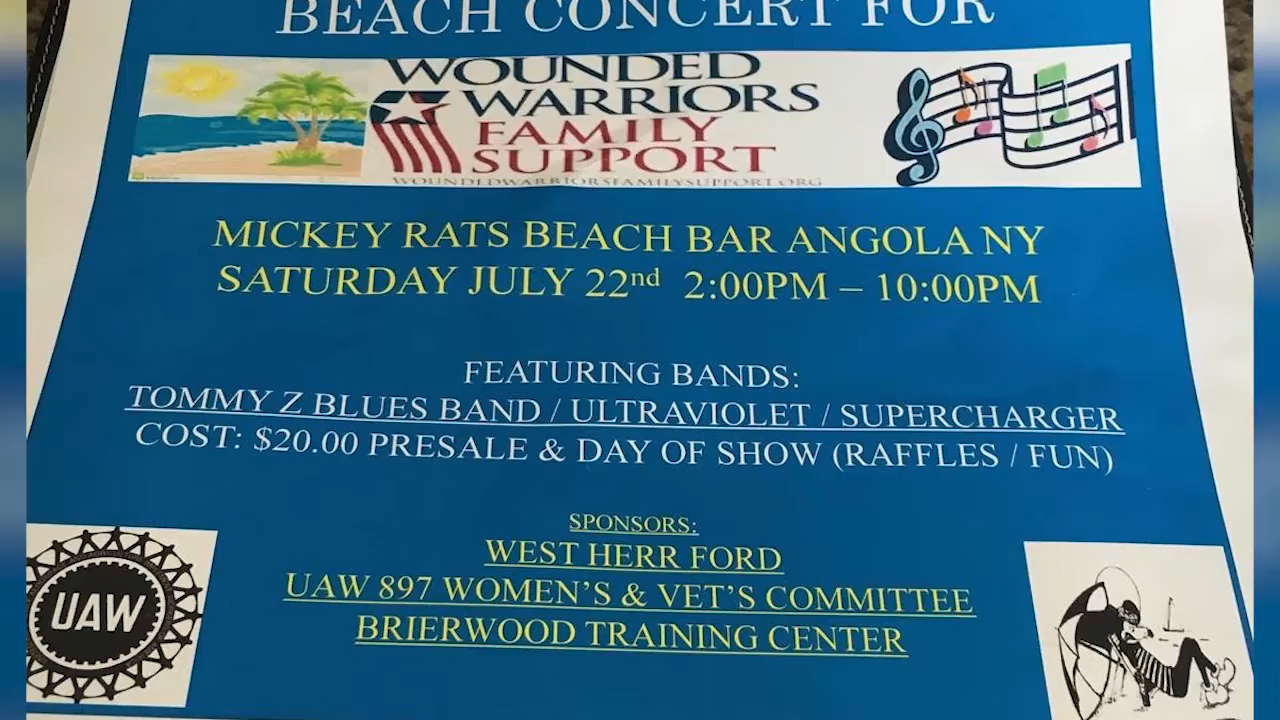 BEACH CONCERT FOR
WOUNDED
WARRIORS
FAMILY
SUPPORT
WOUNDEDWARRIORSFAMILYSUPPORT.ORG
MICKEY RATS BEACH BAR ANGOLA NY
SATURDAY JULY 22nd 2:00PM – 10:00PM
FEATURING BANDS:
TOMMY Z BLUES BAND / ULTRAVIOLET / SUPERCHARGER
COST: $20.00 PRESALE & DAY OF SHOW (RAFFLES / FUN)
SPONSORS:
WEST HERR FORD
UAW 897 WOMEN'S & VET'S COMMITTEE
BRIERWOOD TRAINING CENTER
UAW